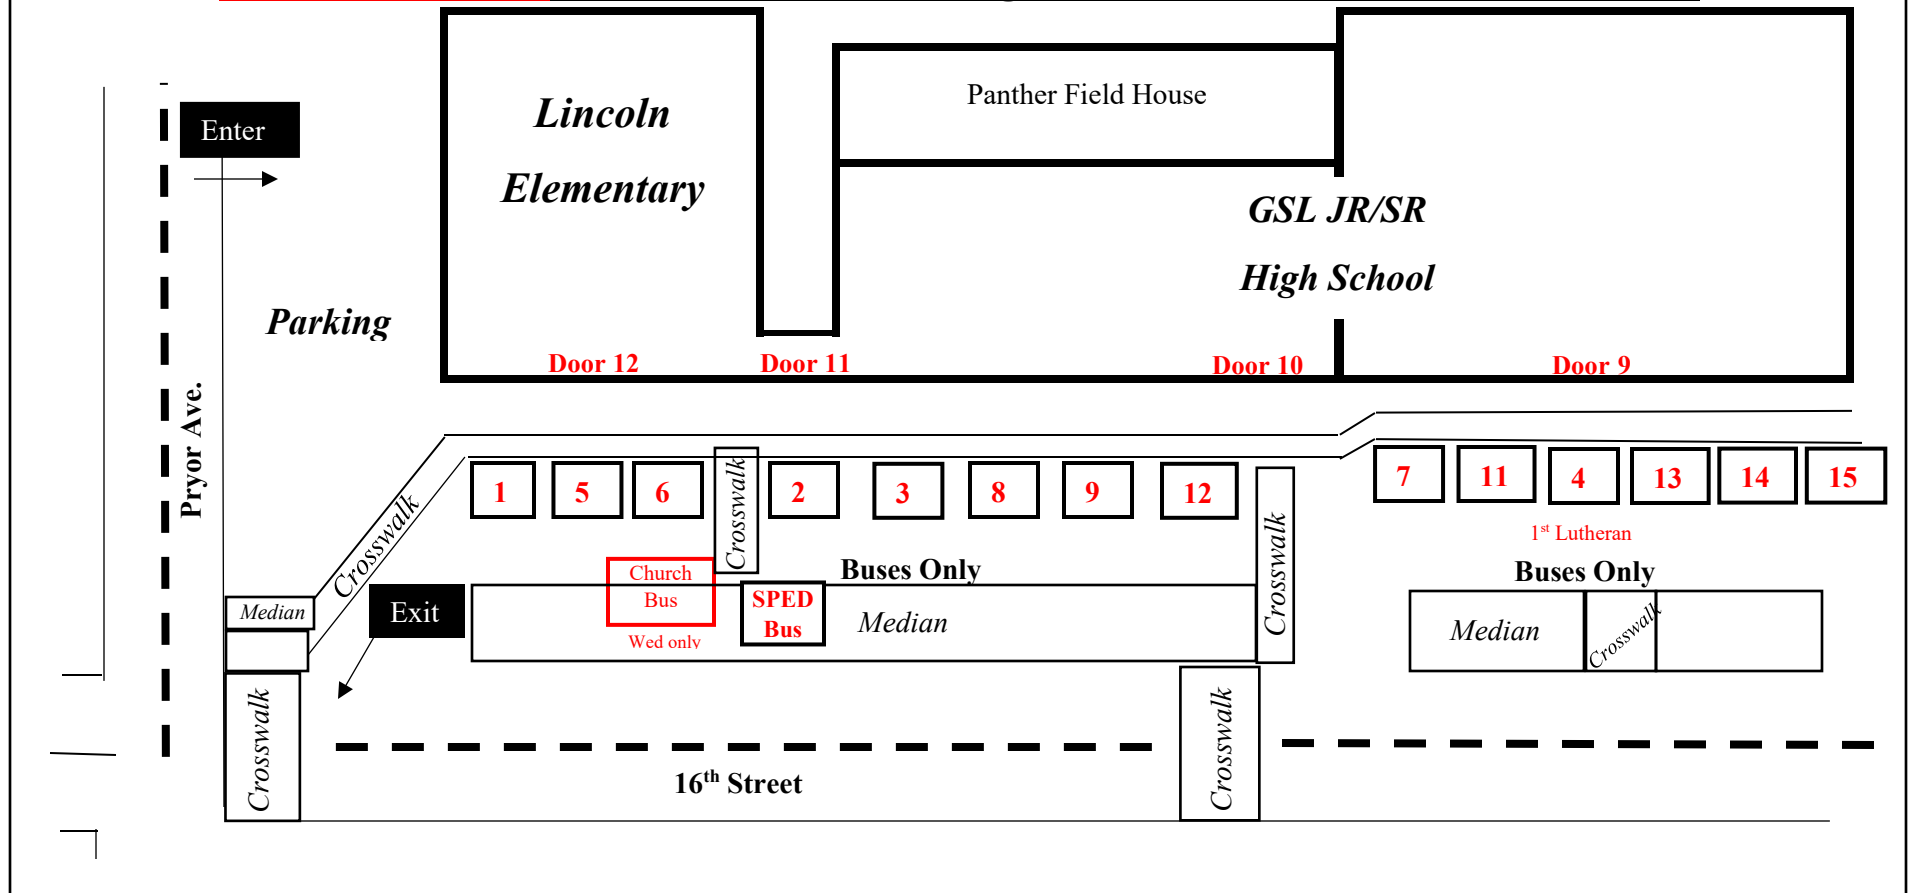 Enter
Lincoln
Elementary
Panther Field House
GSL JR/SR
High School
Parking
Door 12
Door 11
Door 10
Door 9
Pryor Ave.
Crosswalk
1
5
6
Crosswalk
2
3
8
9
12
Crosswalk
7
11
4
13
14
15
1st Lutheran
Buses Only
Buses Only
Church
Bus
Wed only
SPED
Bus
Median
Median
Exit
Median
Crosswalk
Crosswalk
Crosswalk
16th Street